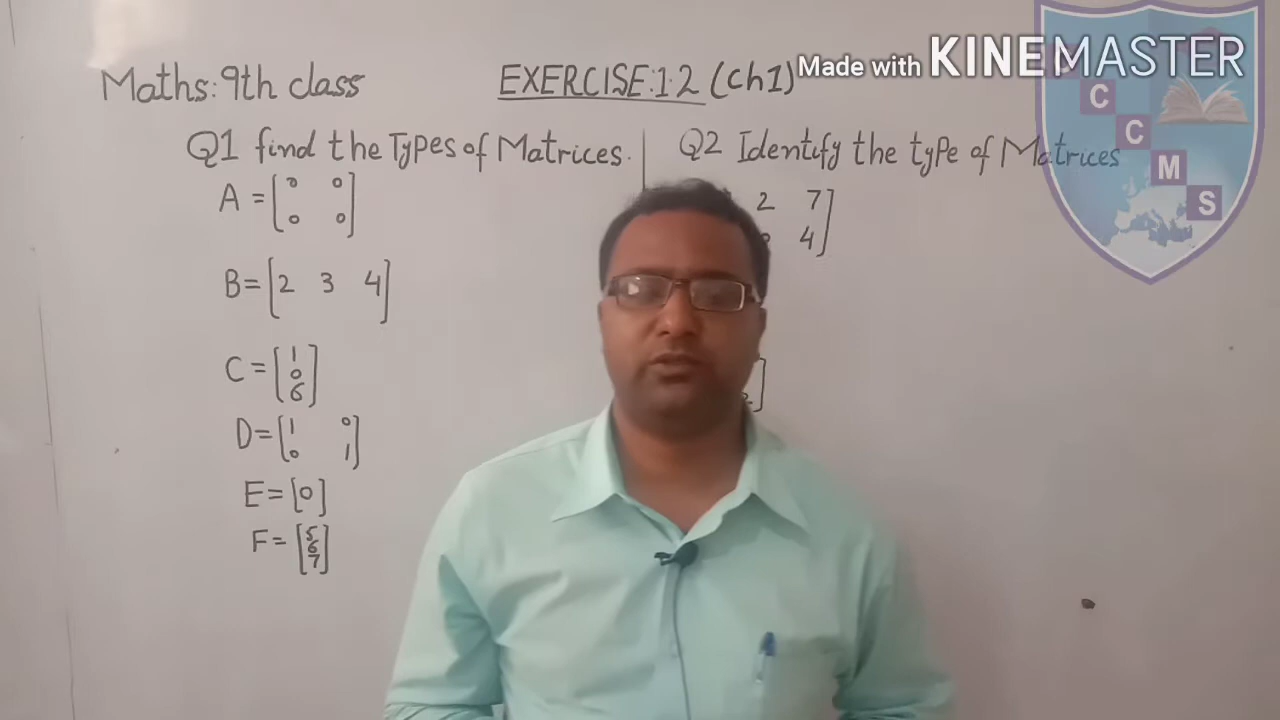 Made with KINEMASTER
Maths: 9th class
EXERCISE:1.2 (Ch1)
C
C
M
S
Q1 find the Types of Matrices.
A = [0 0
0 0]
B = [2 3 4]
C = [1
0
6]
D = [1 0
0 1]
E = [0]
F = [5
6
7]
Q2 Identify the type of Matrices
2 7]
4]